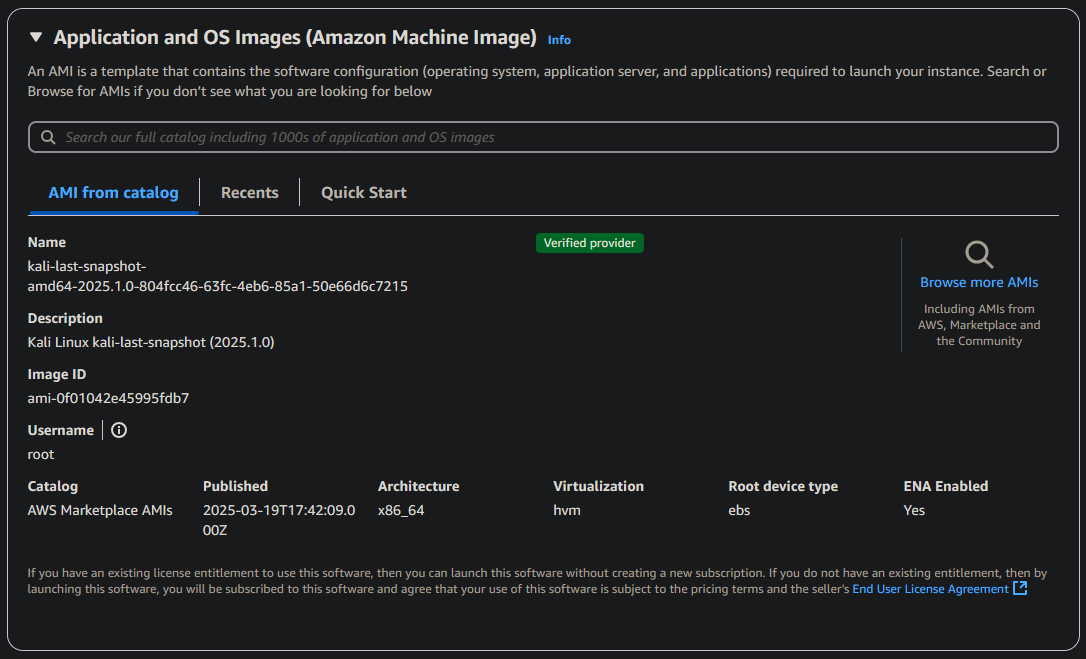 Application and OS Images (Amazon Machine Image) Info
An AMI is a template that contains the software configuration (operating system, application server, and applications) required to launch your instance. Search or
Browse for AMIs if you don’t see what you are looking for below
Search our full catalog including 1000s of application and OS images
AMI from catalog Recents Quick Start
Name
Verified provider
kali-last-snapshot-
amd64-2025.1.0-804fcc46-63fc-4eb6-85a1-50e66d6c7215
Browse more AMIs
Including AMIs from
AWS, Marketplace and
the Community
Description
Kali Linux kali-last-snapshot (2025.1.0)
Image ID
ami-0f01042e45995fdb7
Username
root
Catalog Published Architecture Virtualization Root device type ENA Enabled
AWS Marketplace AMIs 2025-03-19T17:42:09.0 x86_64 hvm ebs Yes
00Z
If you have an existing license entitlement to use this software, then you can launch this software without creating a new subscription. If you do not have an existing entitlement, then by
launching this software, you will be subscribed to this software and agree that your use of this software is subject to the pricing terms and the seller's End User License Agreement